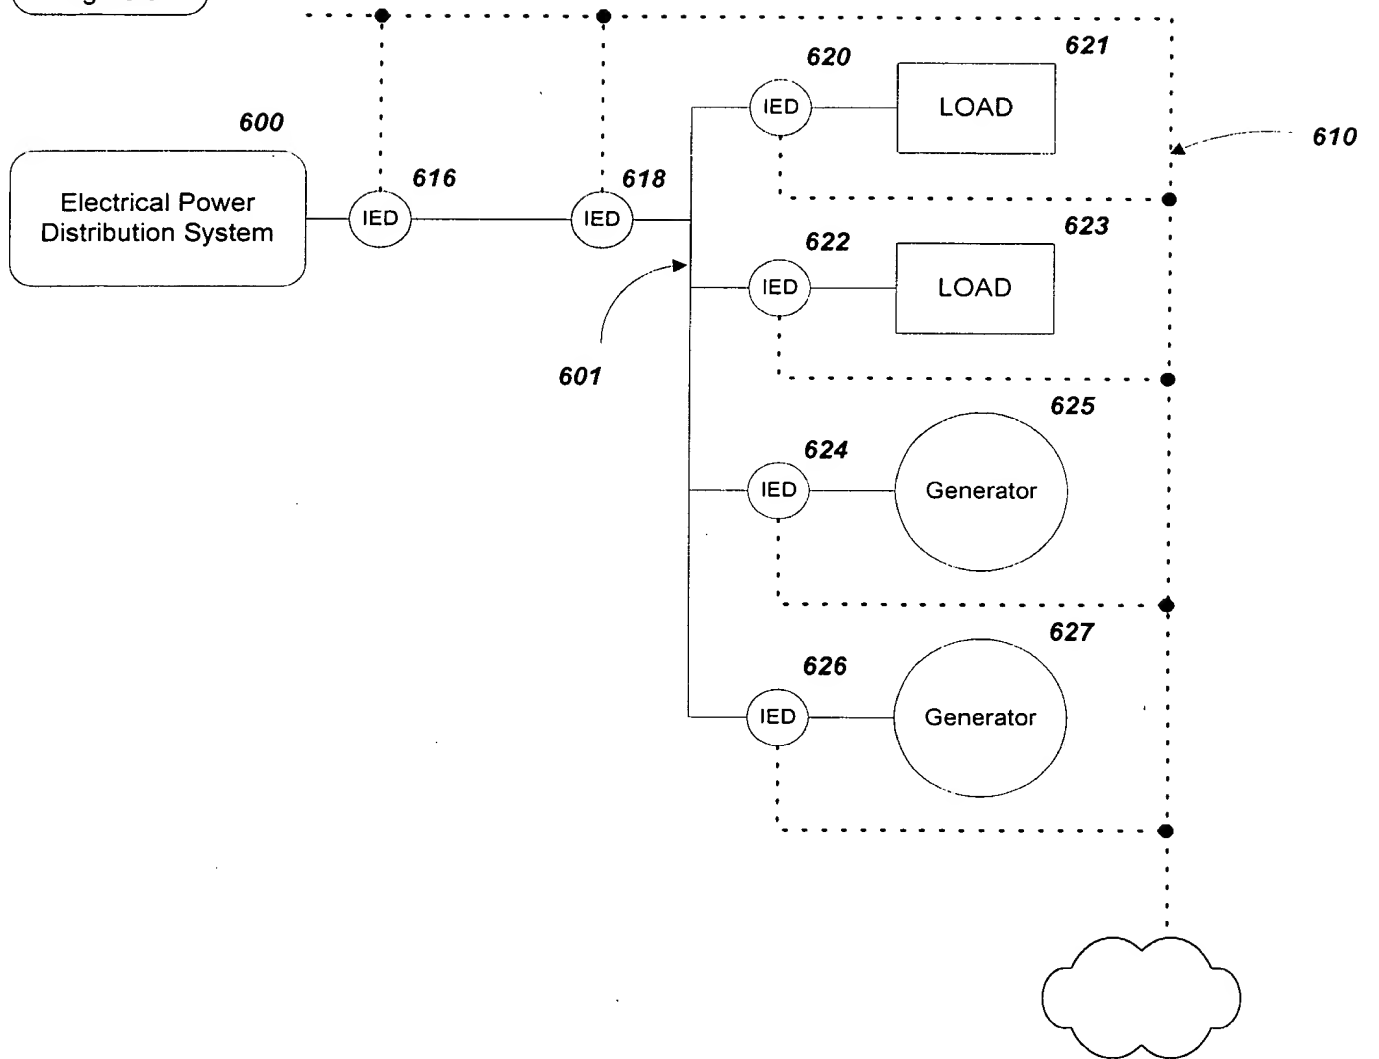 600
Electrical Power
Distribution System
616
IED
618
IED
601
620
IED
621
LOAD
610
622
IED
623
LOAD
624
IED
625
Generator
626
IED
627
Generator